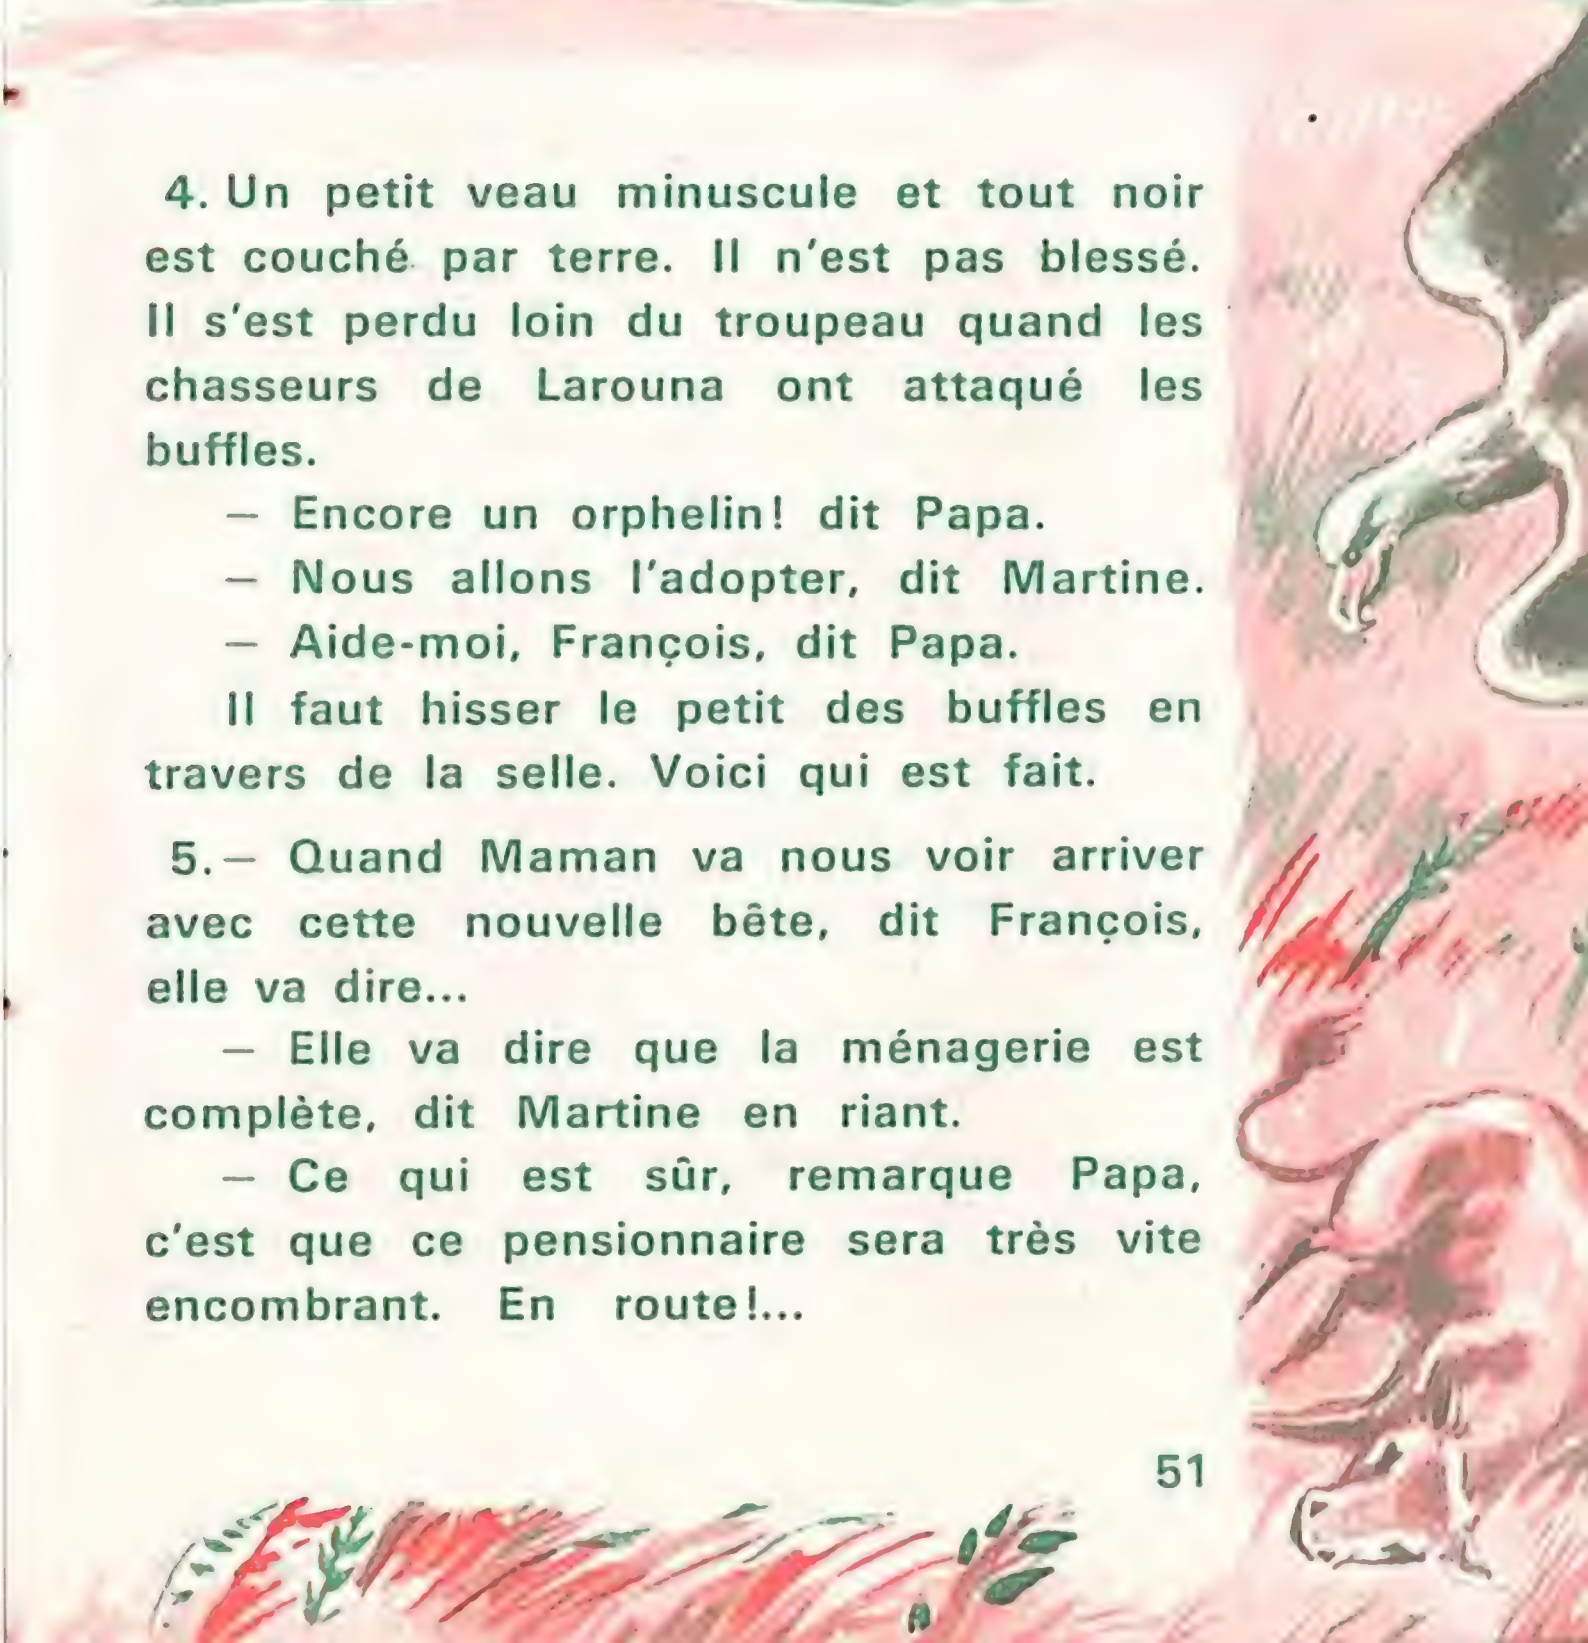 4. Un petit veau minuscule et tout noir
est couché par terre. Il n'est pas blessé.
Il s'est perdu loin du troupeau quand les
chasseurs de Larouna ont attaqué les
buffles.
— Encore un orphelin! dit Papa.
— Nous allons l'adopter, dit Martine.
— Aide-moi, François, dit Papa.
Il faut hisser le petit des buffles en
travers de la selle. Voici qui est fait.
5. — Quand Maman va nous voir arriver
avec cette nouvelle bête, dit François,
elle va dire...
— Elle va dire que la ménagerie est
complète, dit Martine en riant.
— Ce qui est sûr, remarque Papa,
c'est que ce pensionnaire sera très vite
encombrant. En route!...
51